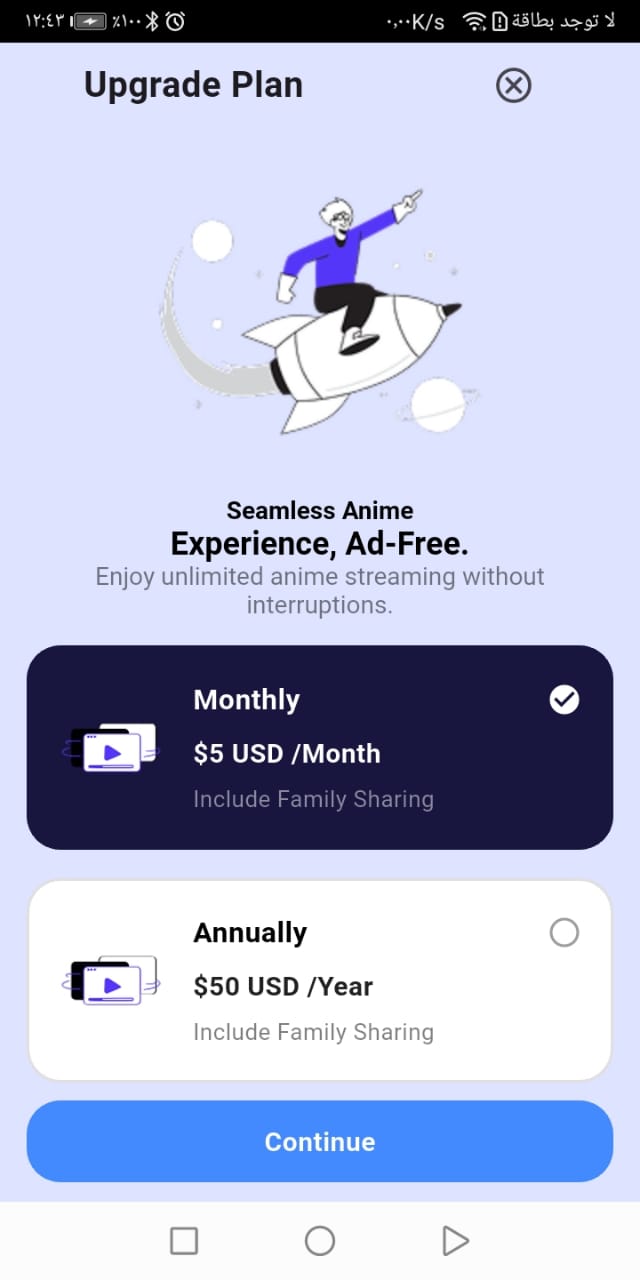 ١٢:٤٣ ٪١٠٠ ٠,٠٠K/s لا توجد بطاقة
Upgrade Plan
Seamless Anime
Experience, Ad-Free.
Enjoy unlimited anime streaming without
interruptions.
Monthly
$5 USD /Month
Include Family Sharing
Annually
$50 USD /Year
Include Family Sharing
Continue